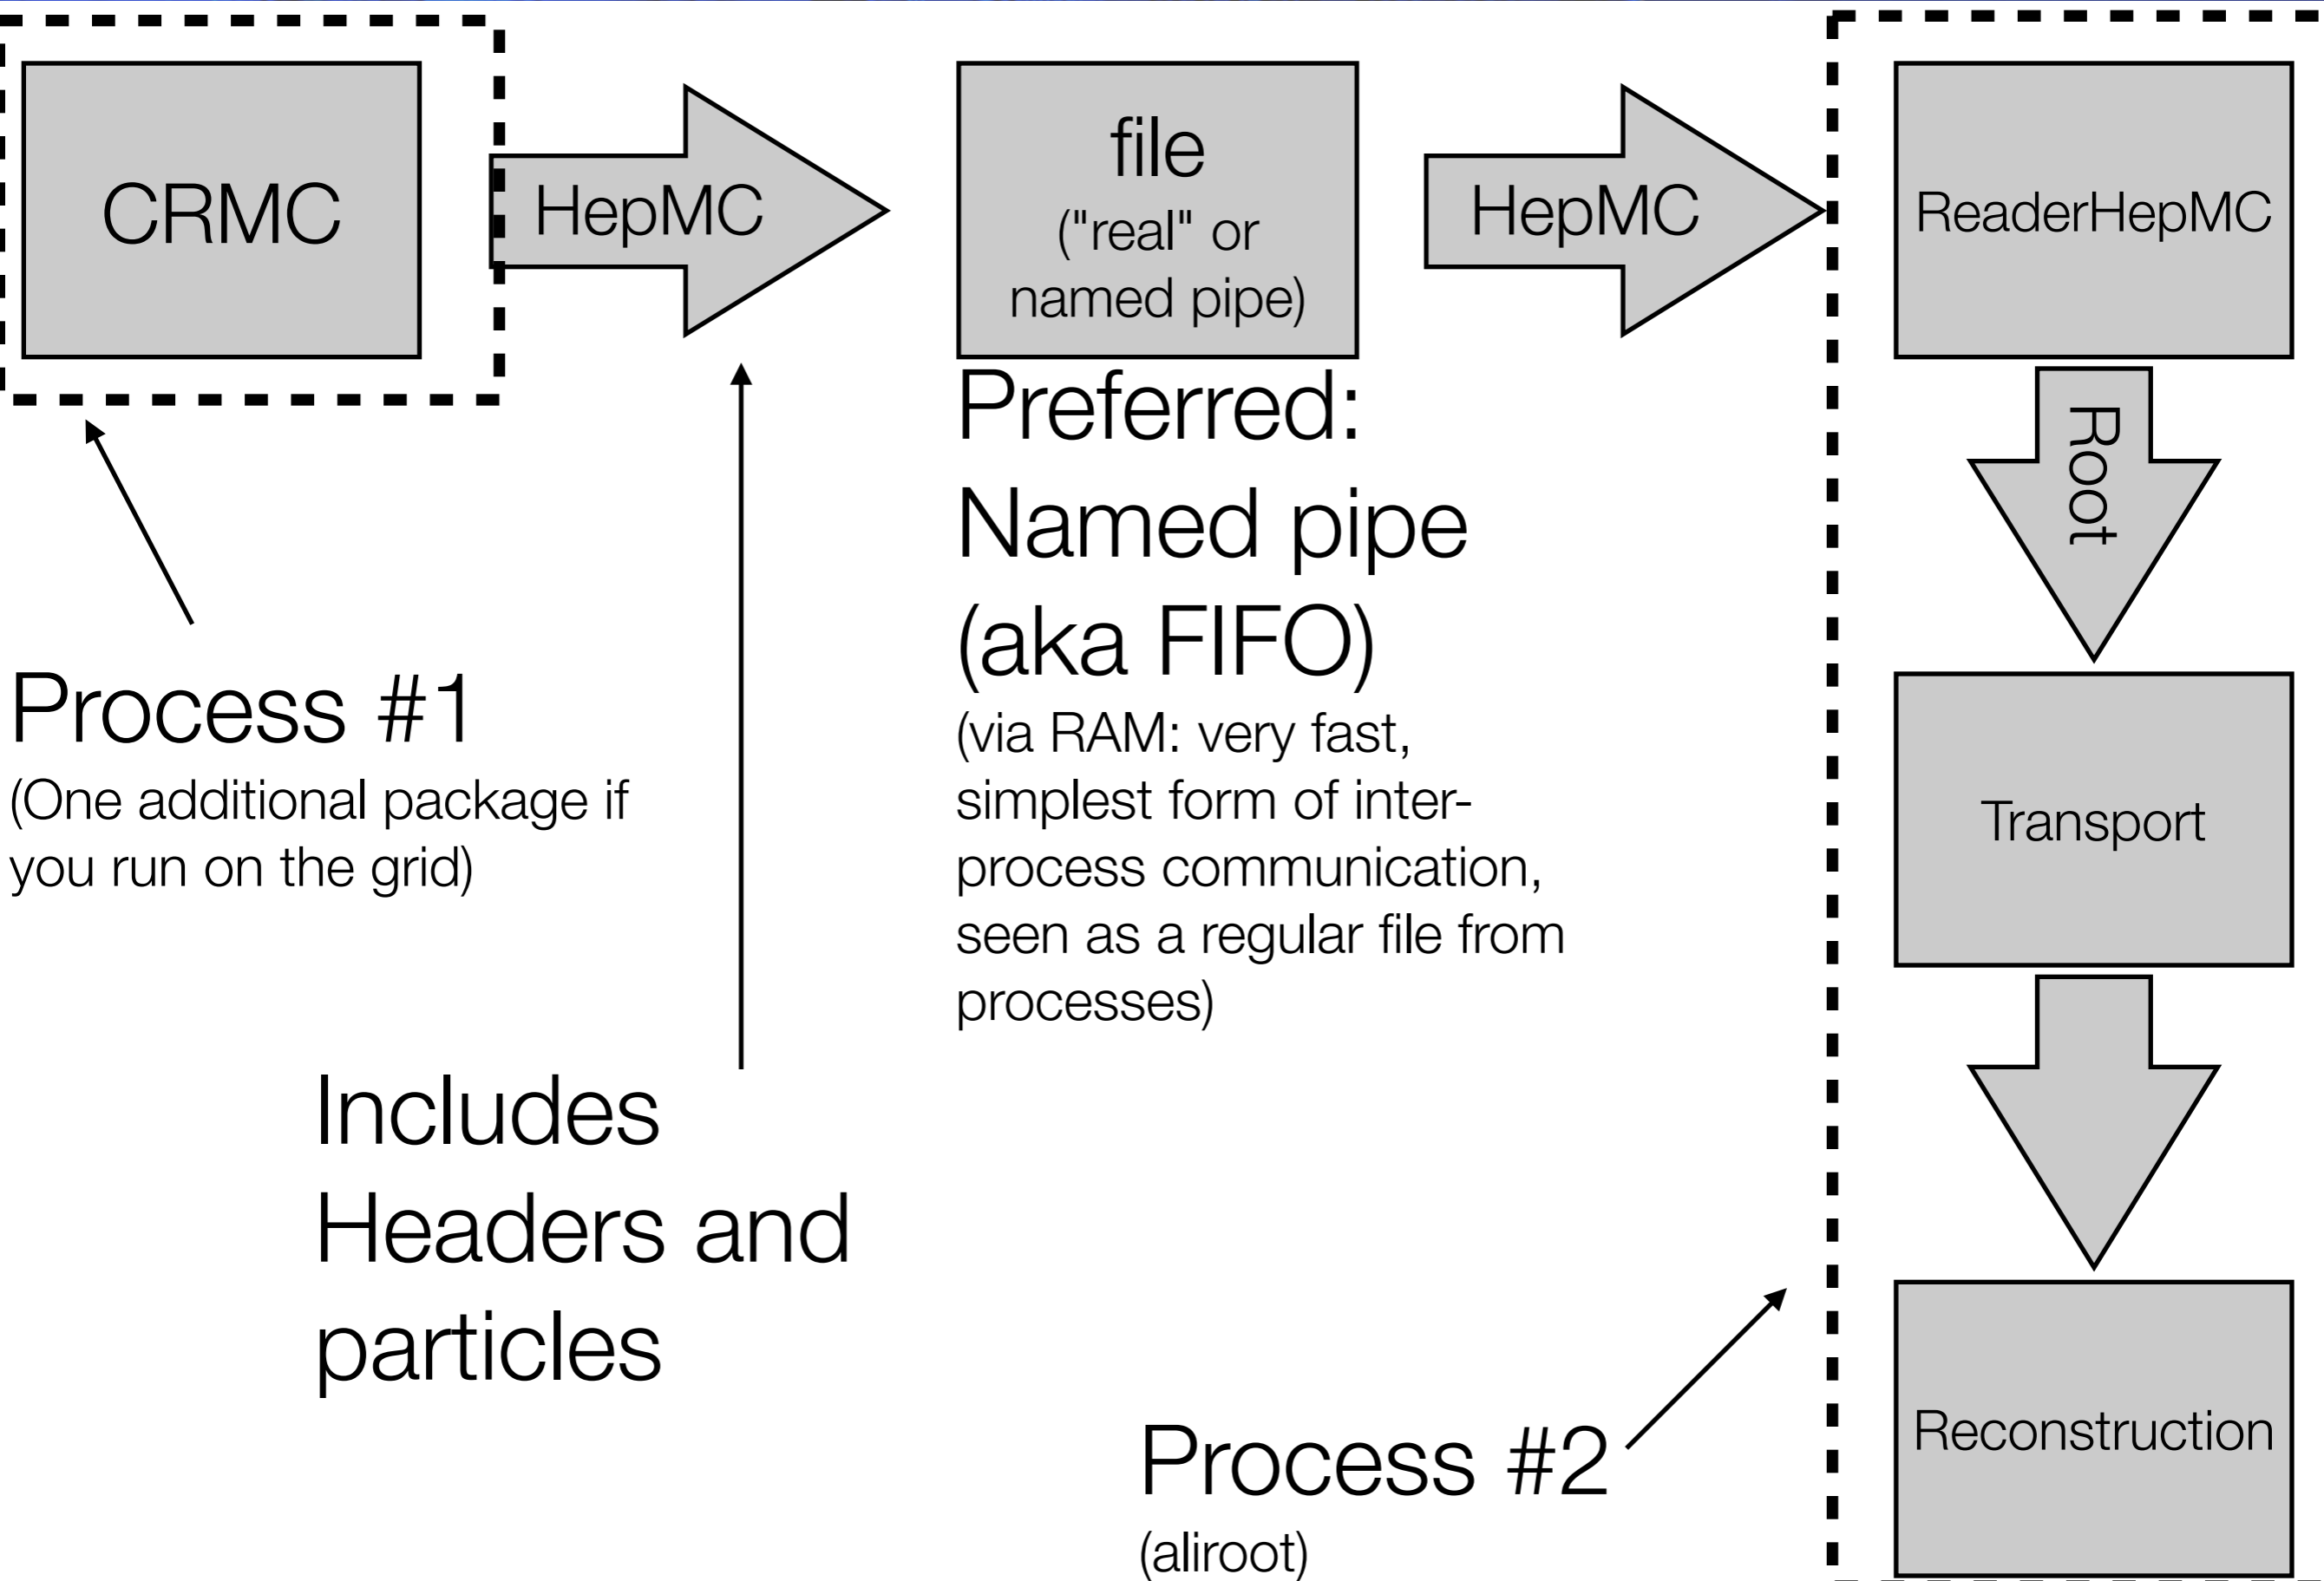 CRMC
HepMC
file
("real" or
named pipe)
HepMC
ReaderHepMC
Root
Transport
Reconstruction
Preferred:
Named pipe
(aka FIFO)
(via RAM: very fast,
simplest form of inter-
process communication,
seen as a regular file from
processes)
Process #1
(One additional package if
you run on the grid)
Includes
Headers and
particles
Process #2
(aliroot)